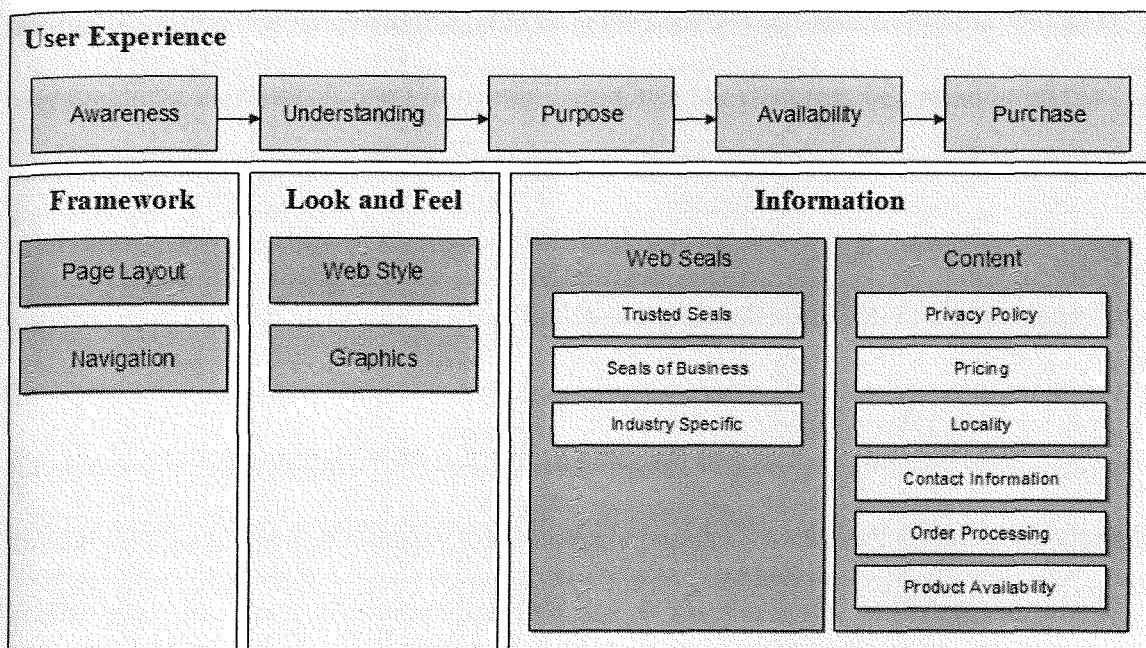 User Experience
Awareness
Understanding
Purpose
Availability
Purchase
Framework
Page Layout
Navigation
Look and Feel
Web Style
Graphics
Information
Web Seals
Trusted Seals
Seals of Business
Industry Specific
Content
Privacy Policy
Pricing
Locality
Contact Information
Order Processing
Product Availability